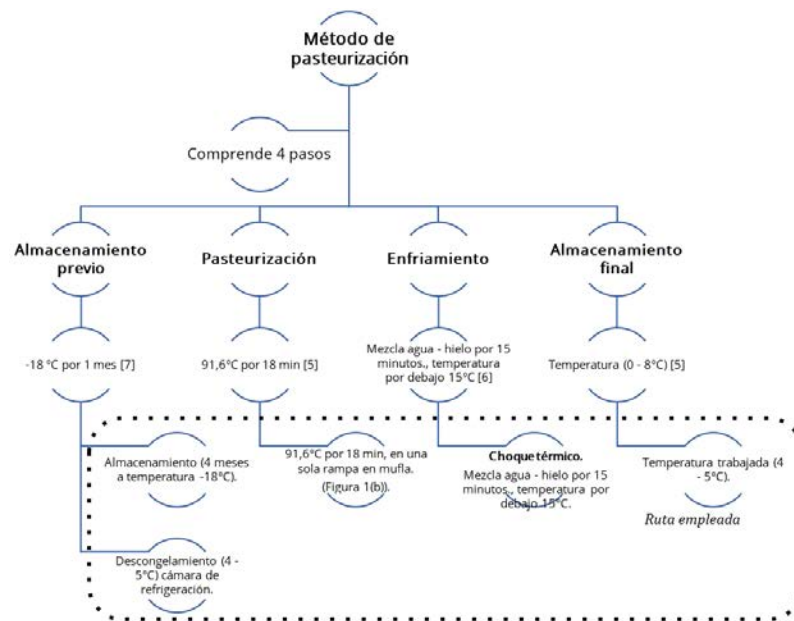 Método de
pasteurización
Comprende 4 pasos
Almacenamiento
previo
Pasteurización
Enfriamiento
Almacenamiento
final
-18 °C por 1 mes [7]
91,6°C por 18 min [5]
Mezcla agua - hielo por 15
minutos., temperatura
por debajo 15°C [6]
Temperatura (0 - 8°C) [5]
Almacenamiento (4 meses
a temperatura -18°C).
91,6°C por 18 min, en una
sola rampa en mufla.
(Figura 1(b)).
Choque térmico.
Mezcla agua - hielo por 15
minutos., temperatura por
debajo 15°C.
Temperatura trabajada (4
- 5°C).
Ruta empleada
Descongelamiento (4 -
5°C) cámara de
refrigeración.